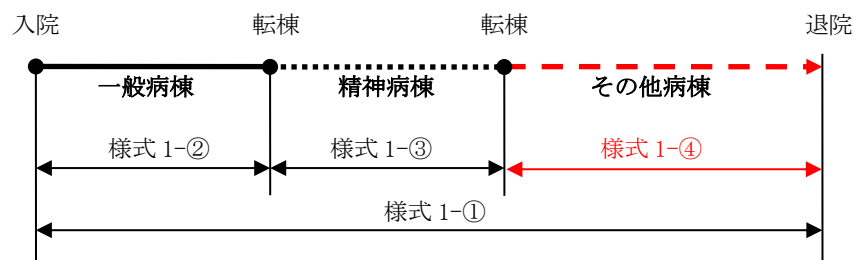 入院 転棟 転棟 退院
一般病棟 精神病棟 その他病棟
様式 1-② 様式 1-③ 様式 1-④
様式 1-①